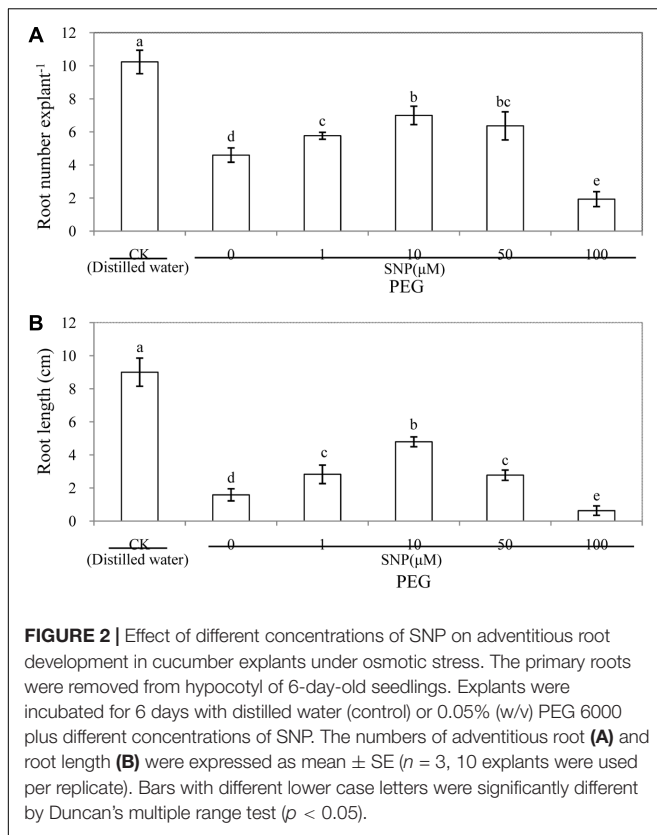 A
12
a
10
b
bc
8
c
6
d
4
e
2
0
Root number explant-1
CK
0
1
10
50
100
(Distilled water)
SNP(μM)
PEG
B
12
a
10
8
b
6
c
c
4
d
2
e
0
Root length (cm)
CK
0
1
10
50
100
(Distilled water)
SNP(μM)
PEG
FIGURE 2 | Effect of different concentrations of SNP on adventitious root
development in cucumber explants under osmotic stress. The primary roots
were removed from hypocotyl of 6-day-old seedlings. Explants were
incubated for 6 days with distilled water (control) or 0.05% (w/v) PEG 6000
plus different concentrations of SNP. The numbers of adventitious root (A) and
root length (B) were expressed as mean ± SE (n = 3, 10 explants were used
per replicate). Bars with different lower case letters were significantly different
by Duncan's multiple range test (p < 0.05).